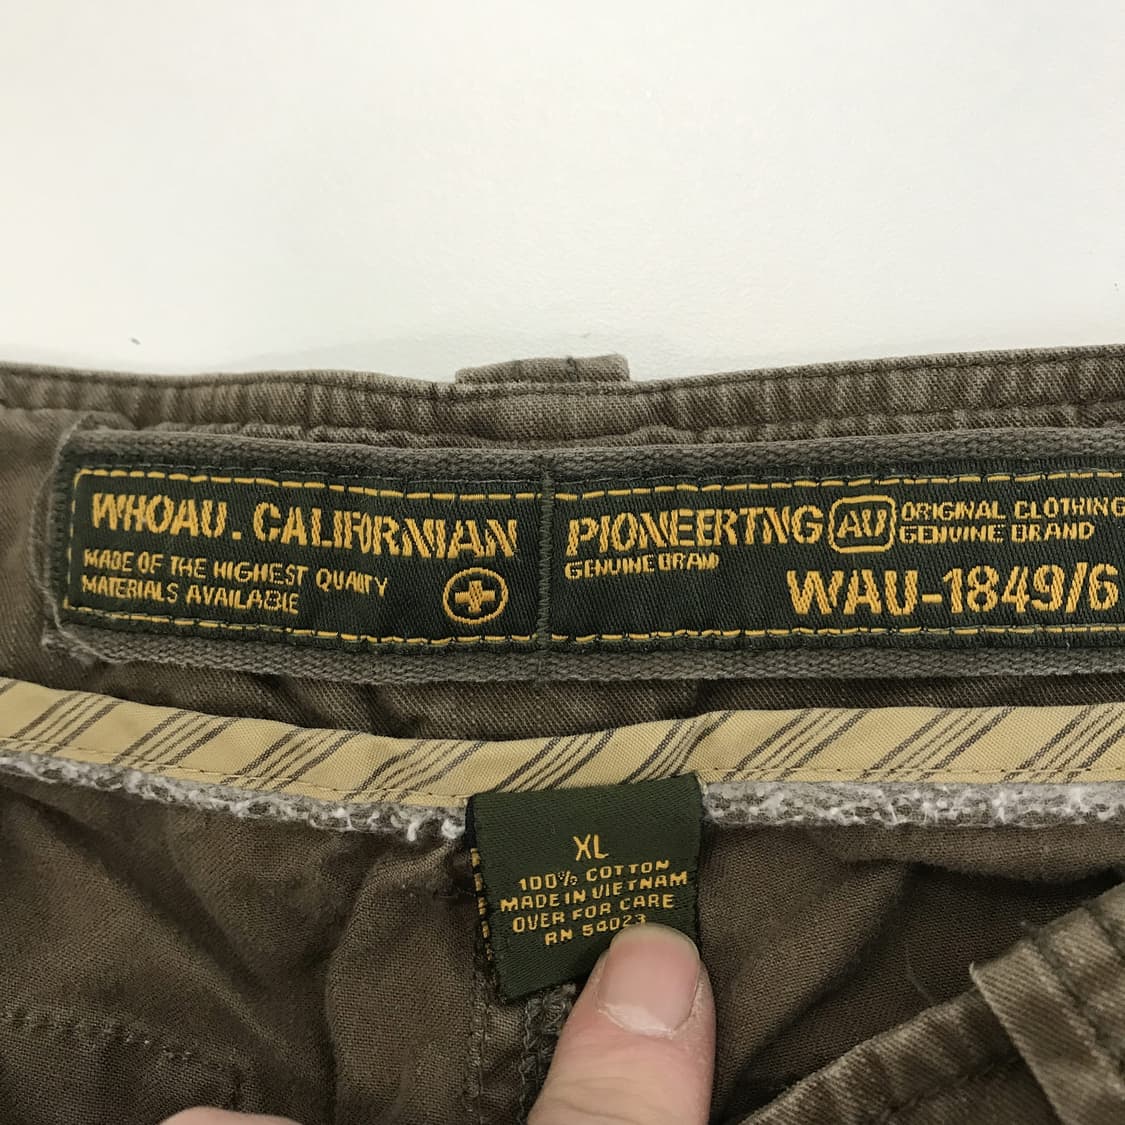 WHOAU. CALIFORNIAN
MADE OF THE HIGHEST QUALITY
MATERIALS AVAILABLE
PIONEERING AU ORIGINAL CLOTHING
GENUINE BRAND
GENUINE BRAND
WAU-1849/6
XL
100% COTTON
MADE IN VIETNAM
OVER FOR CARE
RN 54023